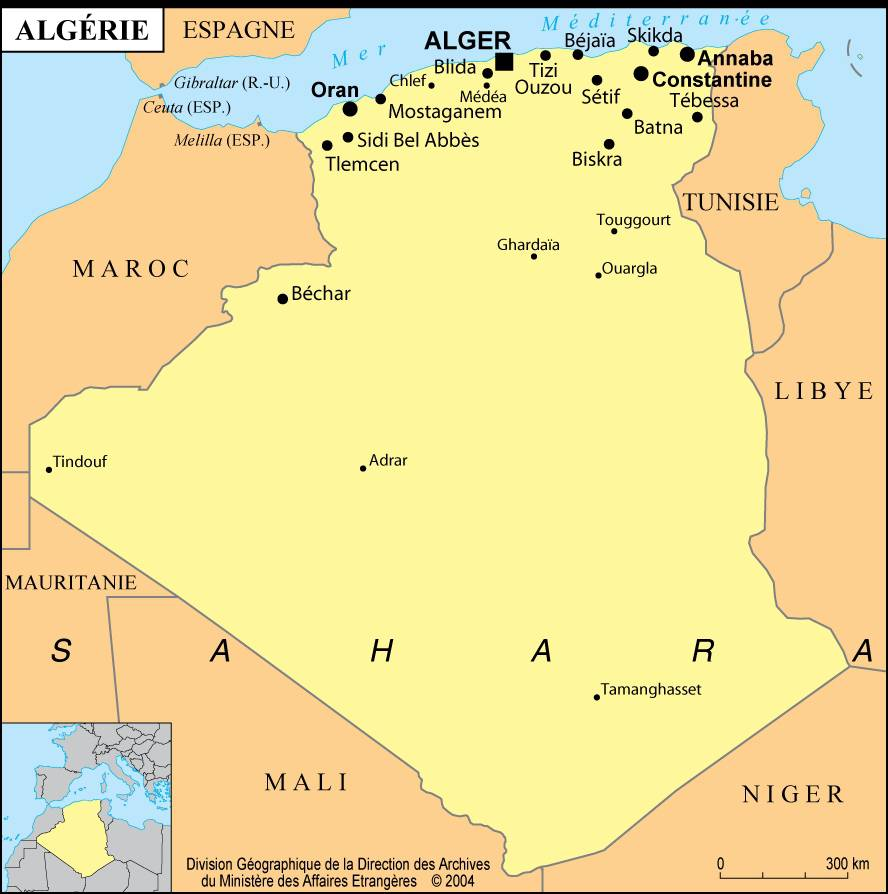 ALGÉRIE
ESPAGNE
Mer Méditerranée
Gibraltar (R.-U.)
Ceuta (ESP.)
Melilla (ESP.)
ALGER
Blida
Chlef
Médéa
Tizi
Ouzou
Béjaïa
Skikda
Annaba
Constantine
Sétif
Tébessa
Batna
Biskra
Oran
Mostaganem
Sidi Bel Abbès
Tlemcen
TUNISIE
MAROC
Touggourt
Ghardaïa
Ouargla
Béchar
LIBYE
Tindouf
Adrar
MAURITANIE
SAHARA
Tamanghasset
MALI
NIGER
Division Géographique de la Direction des Archives
du Ministère des Affaires Etrangères © 2004
0 300 km